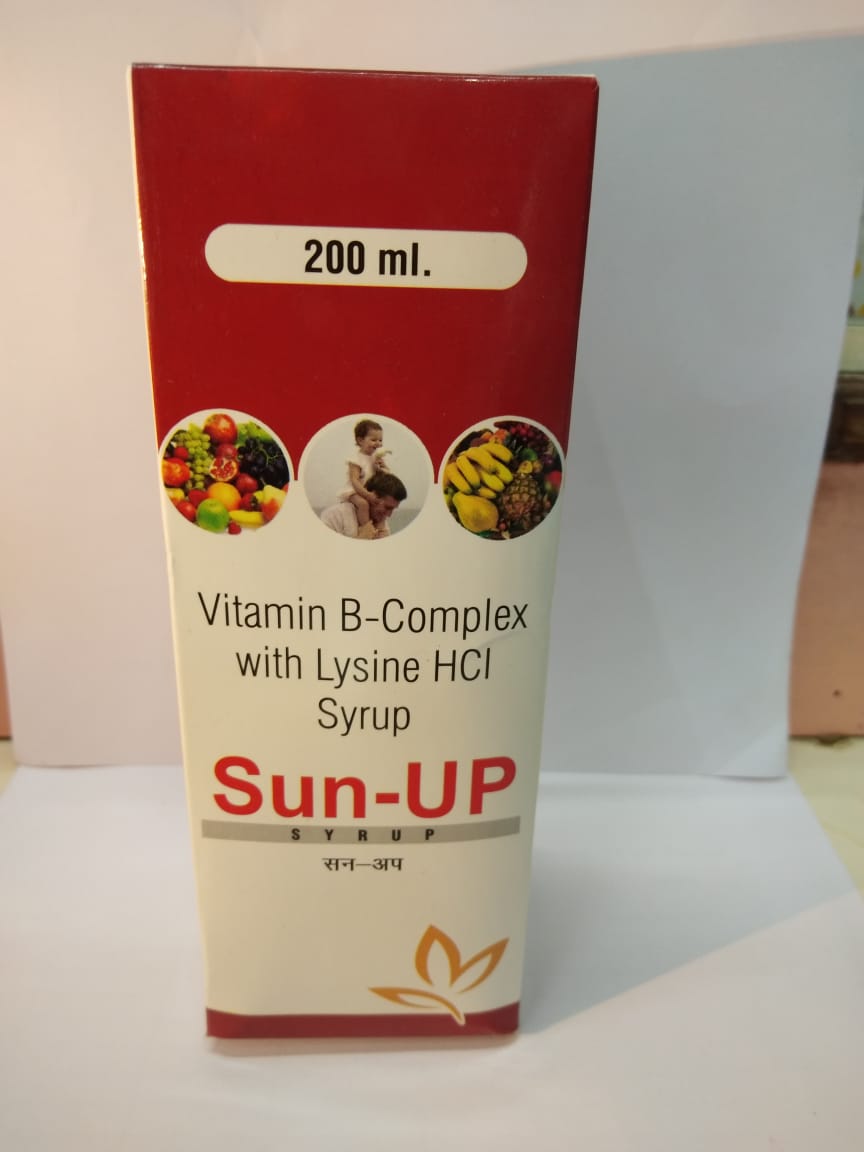 200 ml.
Vitamin B-Complex
with Lysine HCl
Syrup
Sun-UP
SYRUP
सन–अप